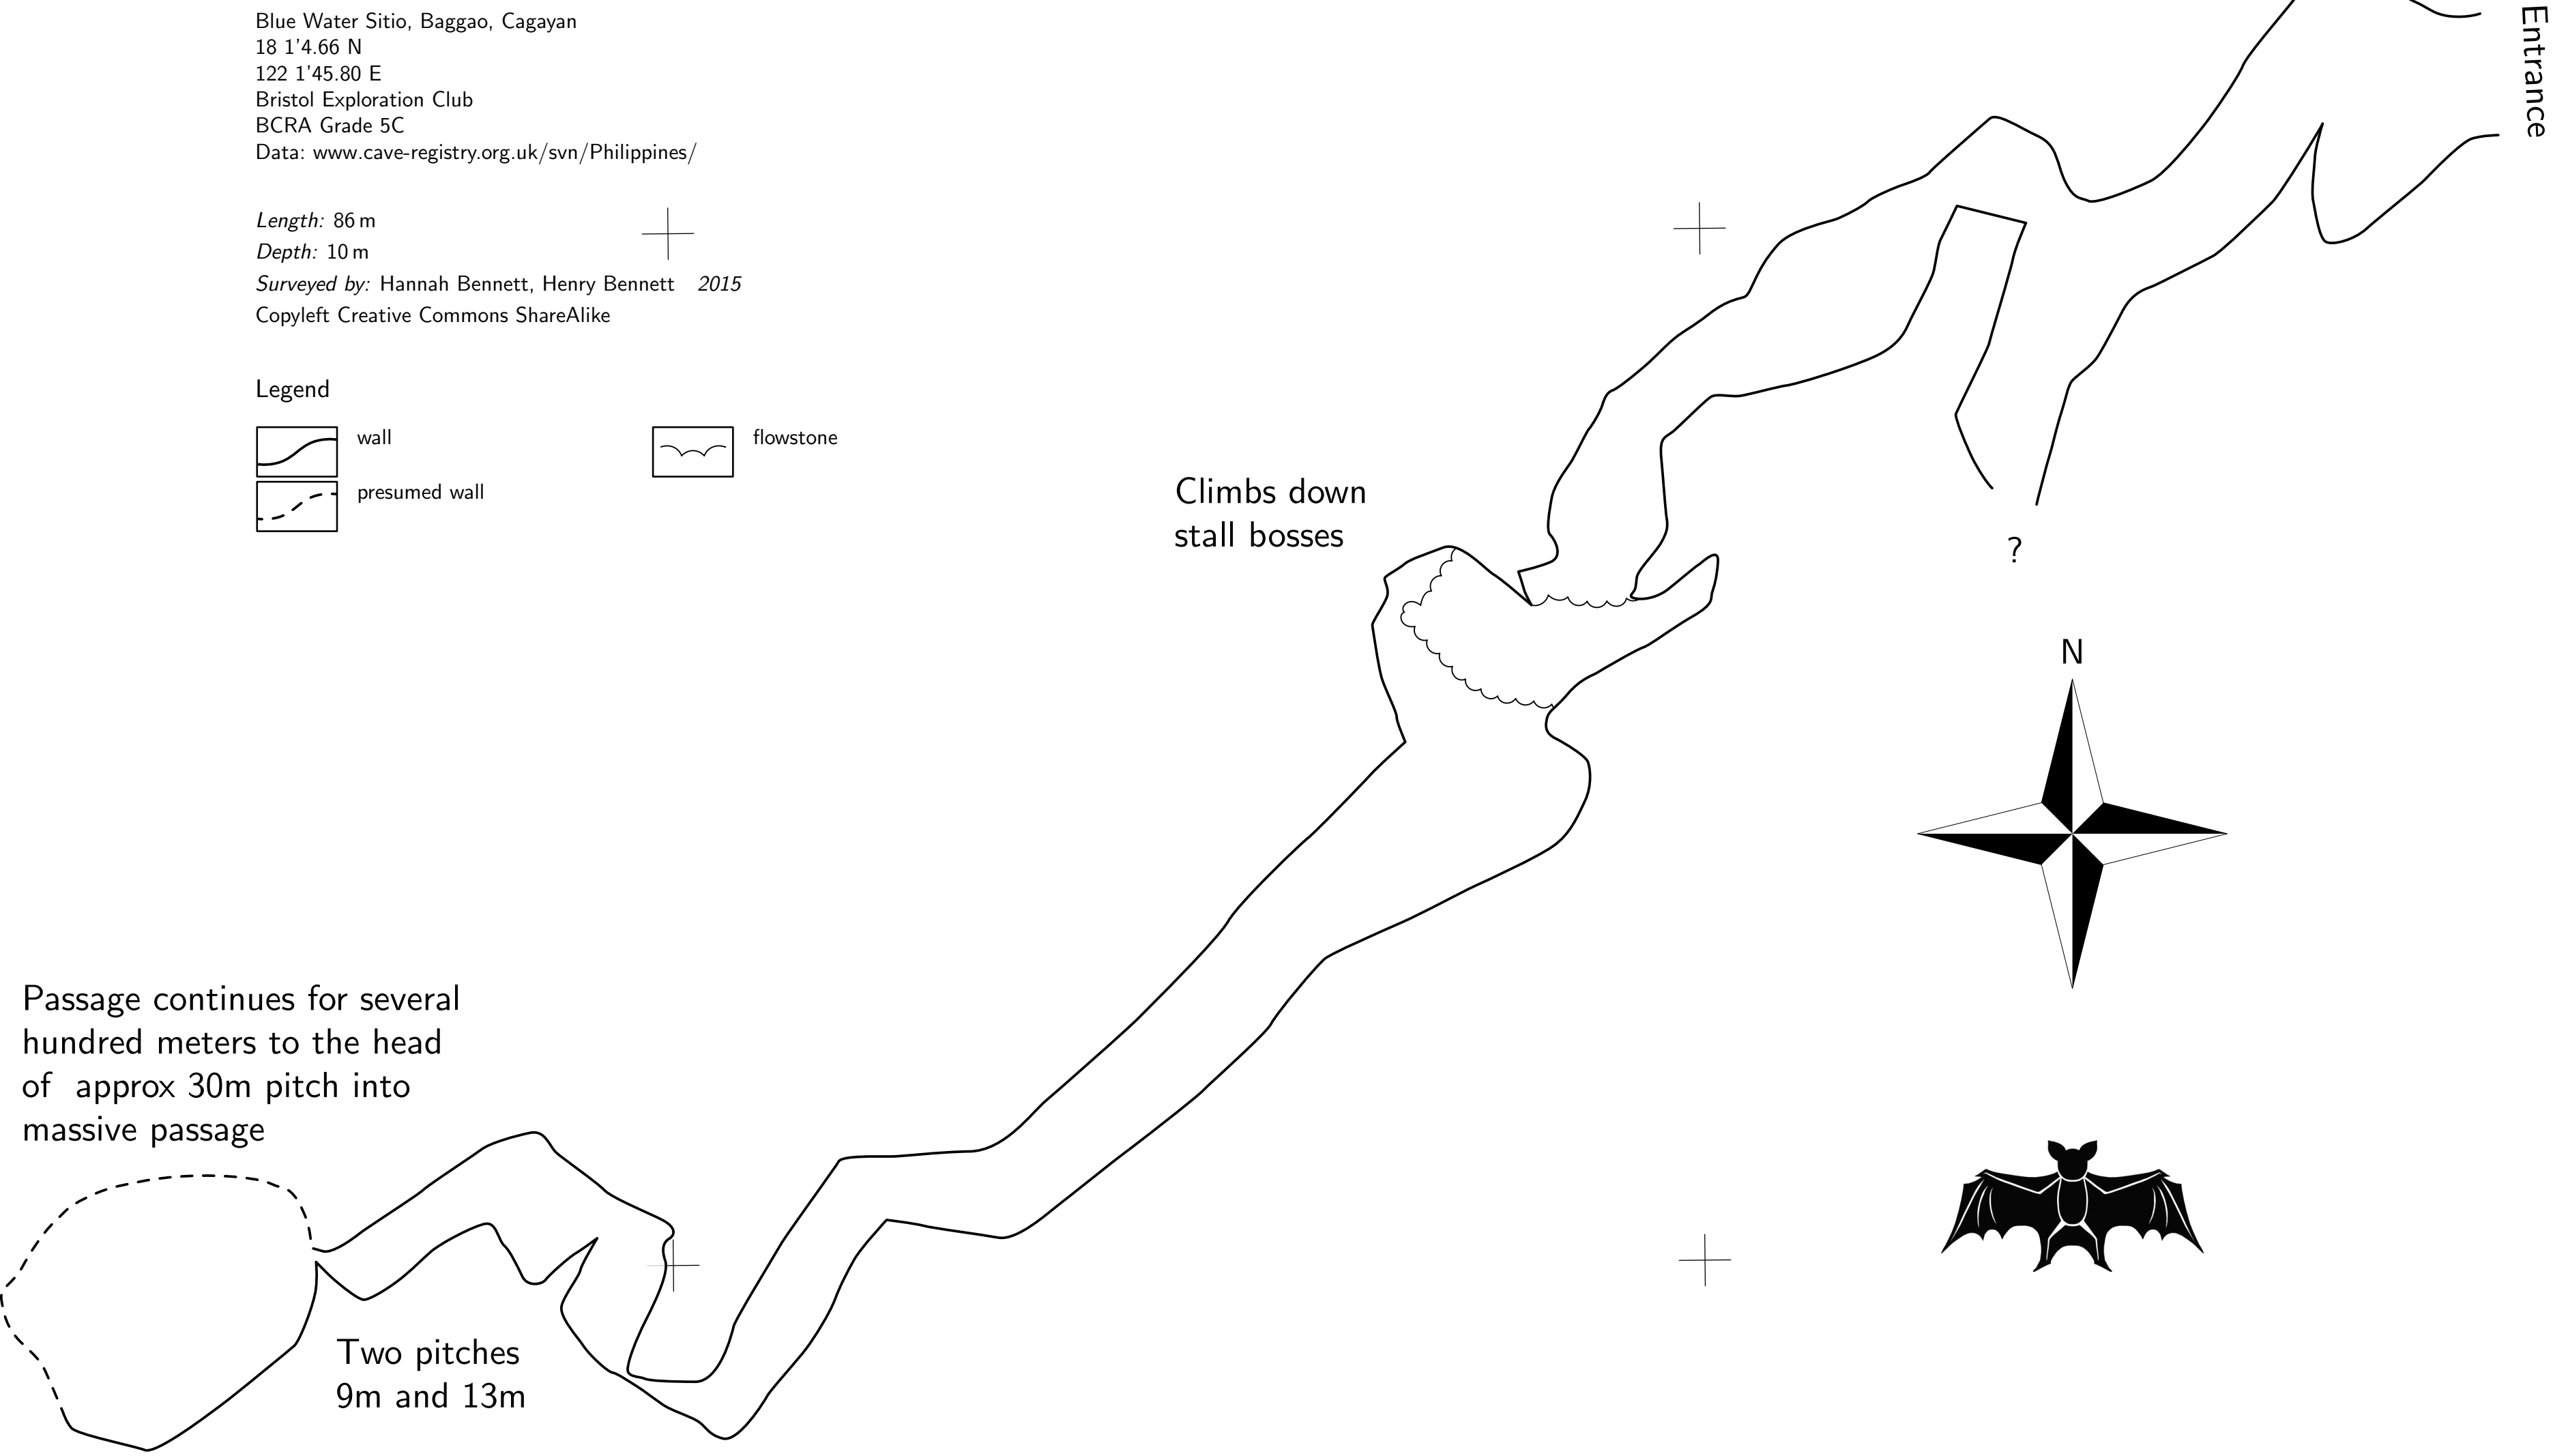 Blue Water Sitio, Baggao, Cagayan
18 1'4.66 N
122 1'45.80 E
Bristol Exploration Club
BCRA Grade 5C
Data: www.cave-registry.org.uk/svn/Philippines/
Length: 86 m
Depth: 10 m
Surveyed by: Hannah Bennett, Henry Bennett 2015
Copyleft Creative Commons ShareAlike
Legend
wall
flowstone
presumed wall
Entrance
Climbs down
stall bosses
?
N
Passage continues for several
hundred meters to the head
of approx 30m pitch into
massive passage
Two pitches
9m and 13m